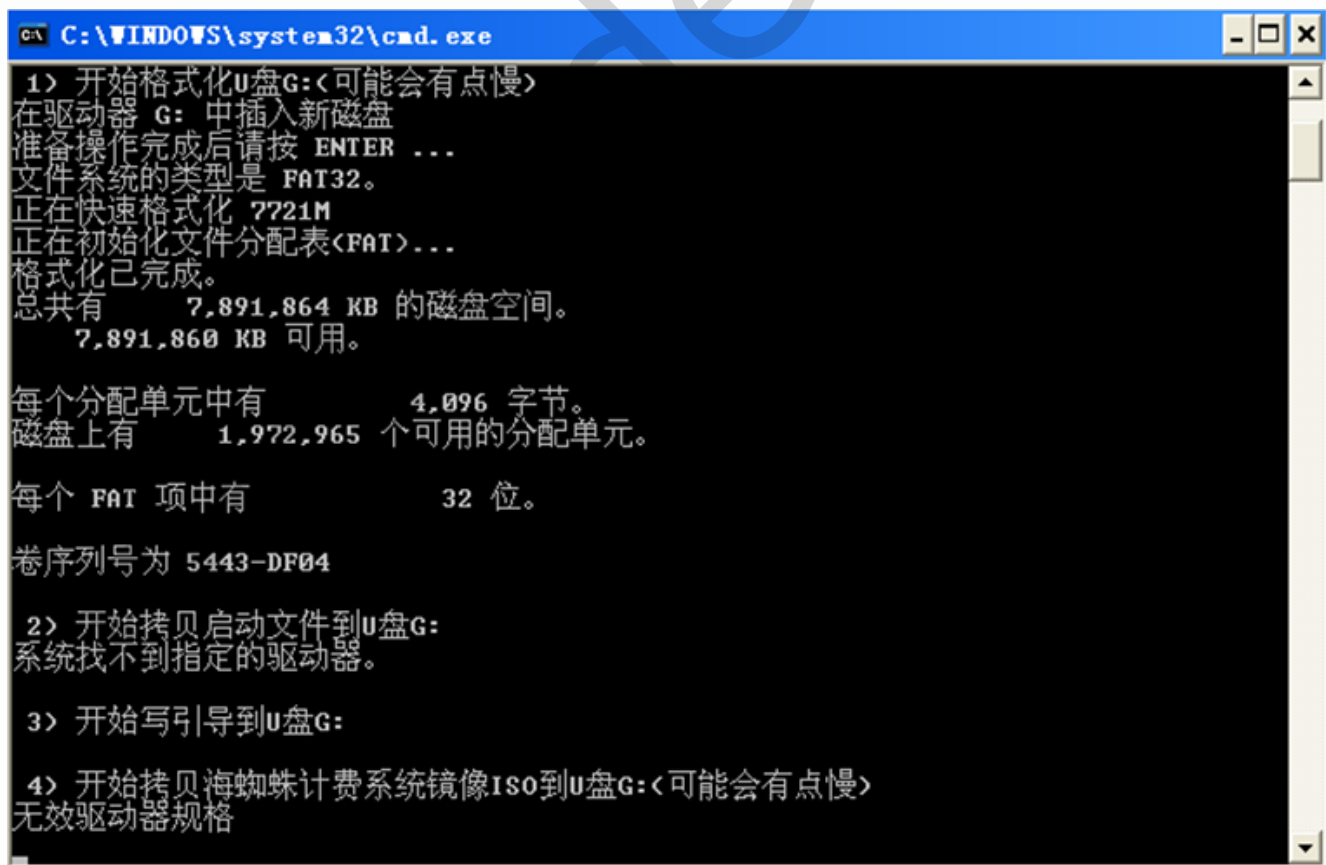 C:\WINDOWS\system32\cmd.exe
1) 开始格式化U盘G:(可能会有点慢)
在驱动器 G: 中插入新磁盘
准备操作完成后请按 ENTER ...
文件系统的类型是 FAT32。
正在快速格式化 7721M
正在初始化文件分配表(FAT)...
格式化已完成。
总共有 7,891,864 KB 的磁盘空间。
7,891,860 KB 可用。
每个分配单元中有 4,096 字节。
磁盘上有 1,972,965 个可用的分配单元。
每个 FAT 项中有 32 位。
卷序列号为 5443-DF04
2) 开始拷贝启动文件到U盘G:
系统找不到指定的驱动器。
3) 开始写引导到U盘G:
4) 开始拷贝海蜘蛛计费系统镜像ISO到U盘G:(可能会有点慢)
无效驱动器规格